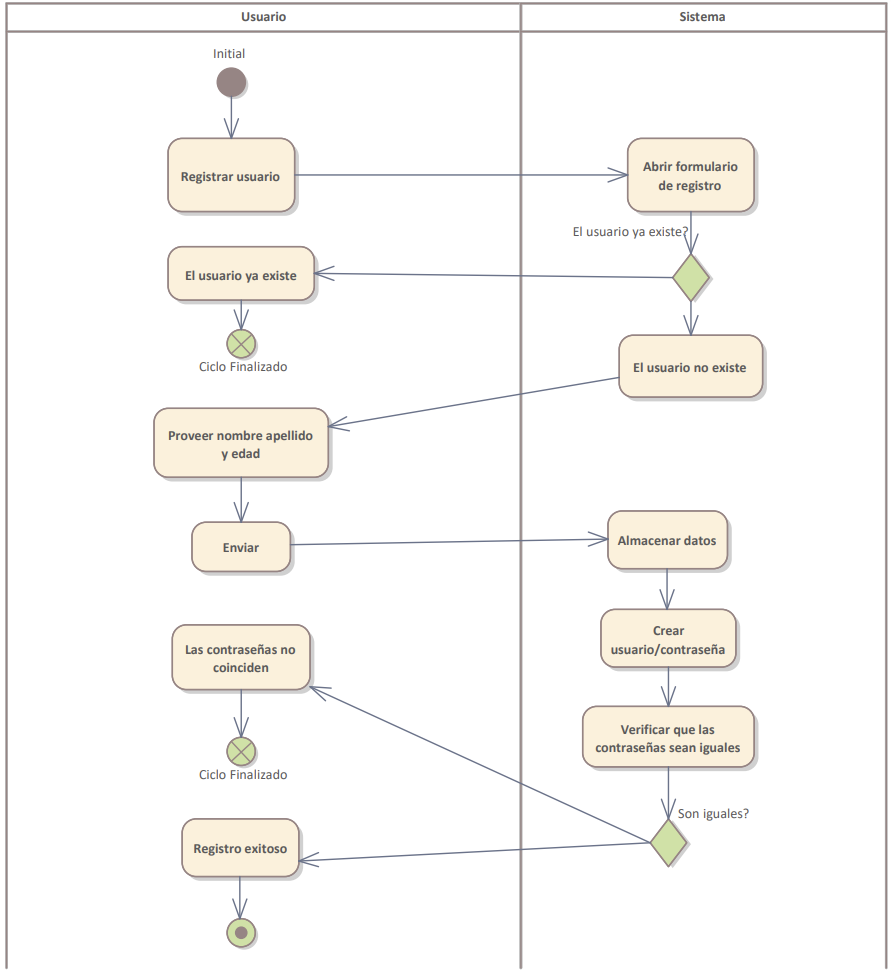 Usuario
Sistema
Initial
Registrar usuario
Abrir formulario
de registro
El usuario ya existe?
El usuario ya existe
Ciclo Finalizado
El usuario no existe
Proveer nombre apellido
y edad
Enviar
Almacenar datos
Crear
usuario/contraseña
Las contraseñas no
coinciden
Verificar que las
contraseñas sean iguales
Ciclo Finalizado
Son iguales?
Registro exitoso